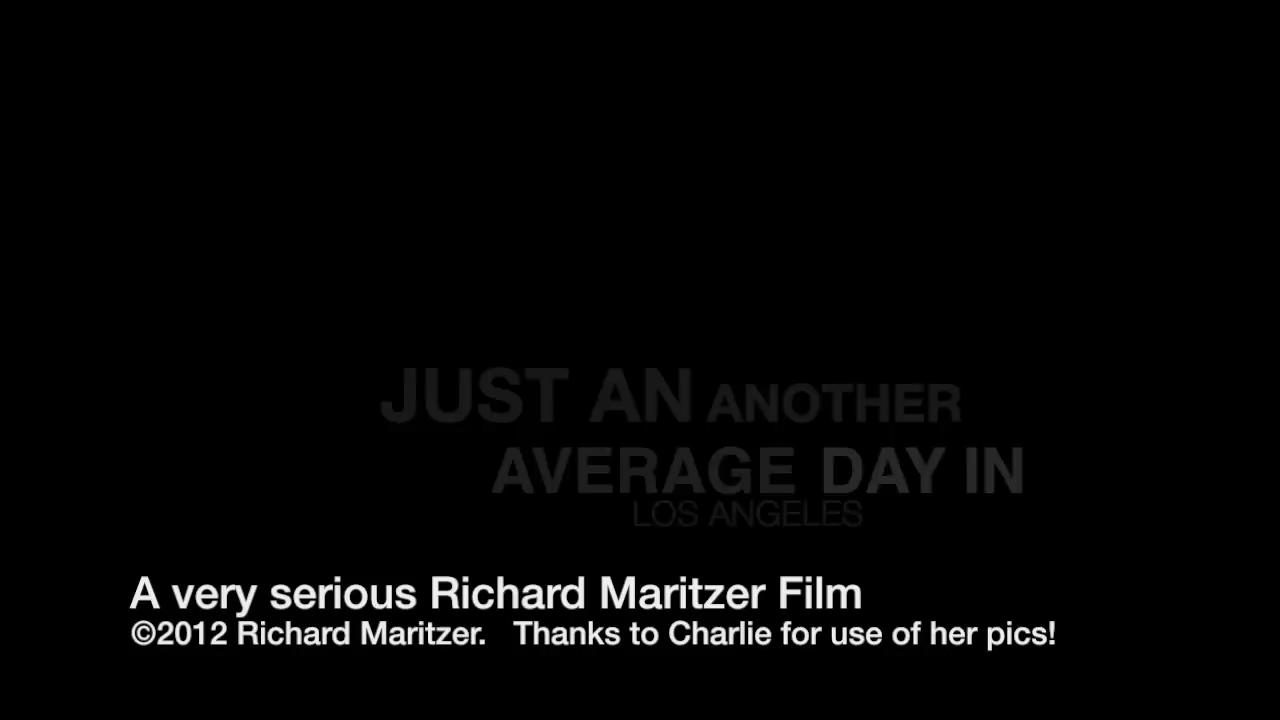 JUST AN ANOTHER
AVERAGE DAY IN
LOS ANGELES
A very serious Richard Maritzer Film
©2012 Richard Maritzer. Thanks to Charlie for use of her pics!